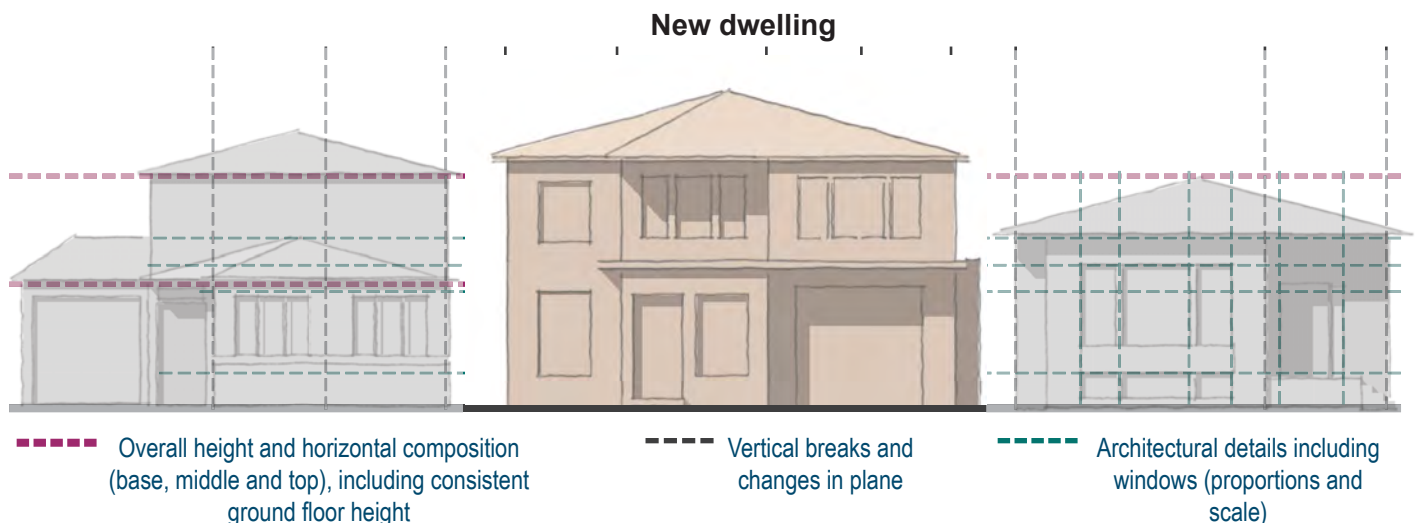 New dwelling
Overall height and horizontal composition
(base, middle and top), including consistent
ground floor height
Vertical breaks and
changes in plane
Architectural details including
windows (proportions and
scale)